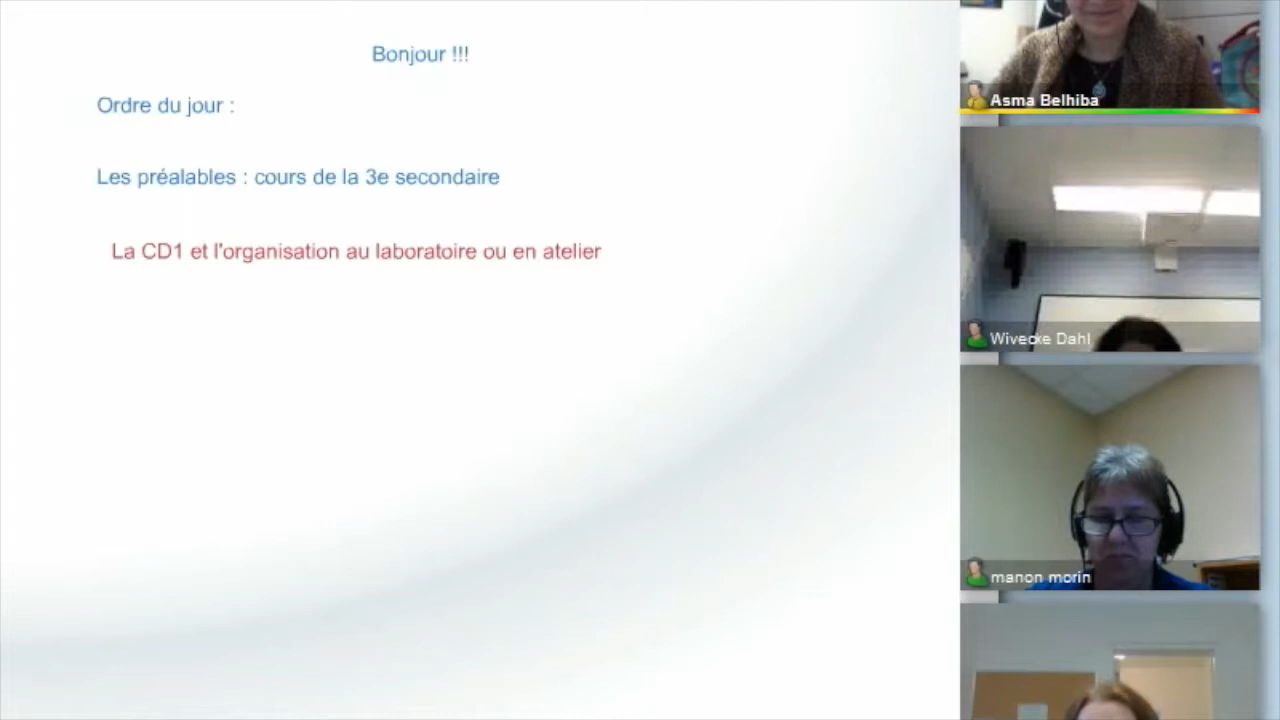 Bonjour !!!
Ordre du jour :
Les préalables : cours de la 3e secondaire
La CD1 et l'organisation au laboratoire ou en atelier
Asma Belhiba
Wivecke Dahl
manon morin